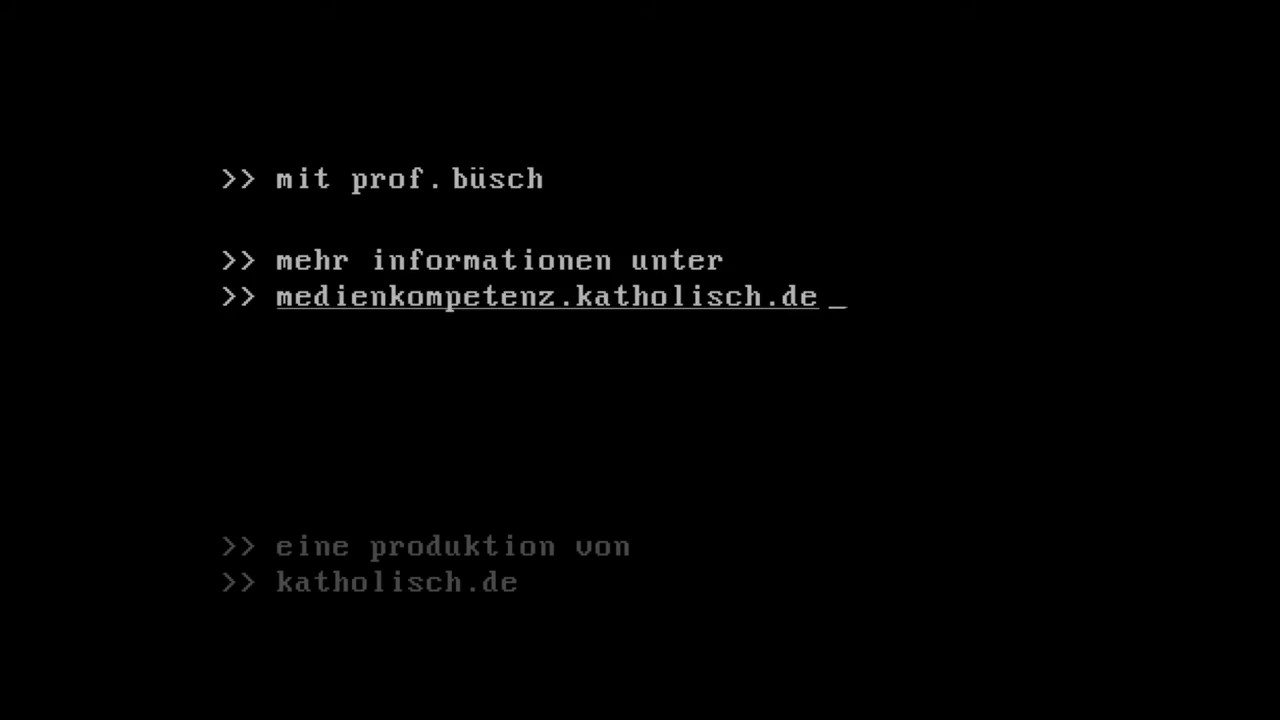 >> mit prof.büsch
>> mehr informationen unter
>> medienkompetenz.katholisch.de _
>> eine produktion von
>> katholisch.de